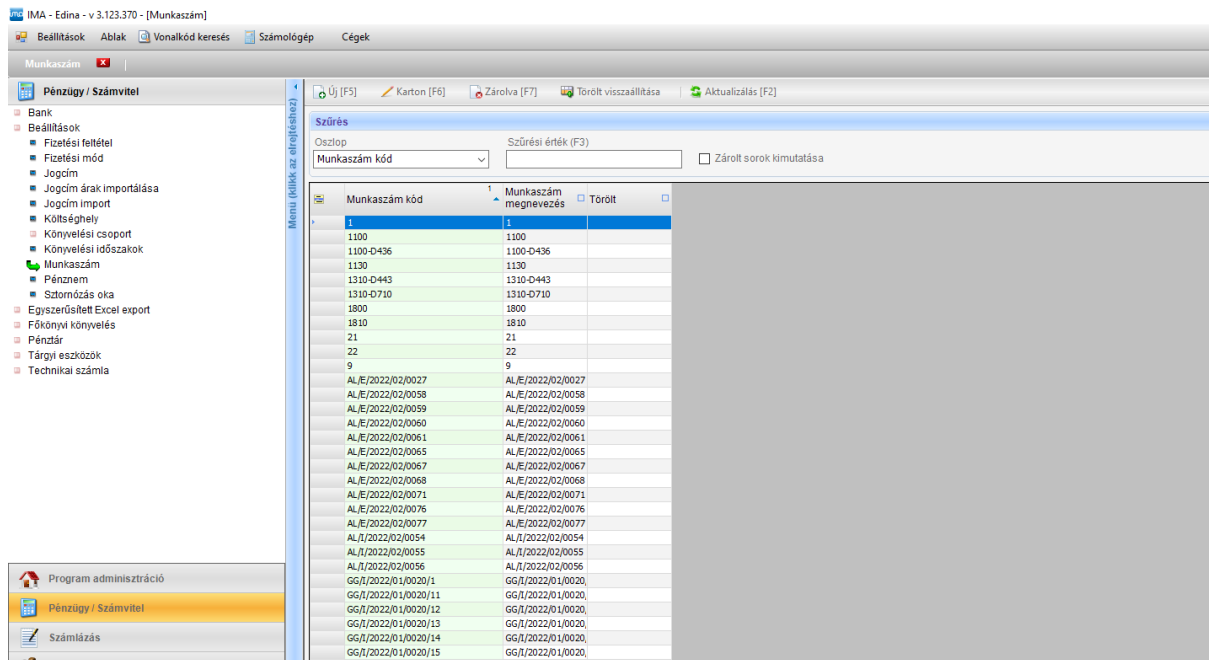 IMA - Edina - v 3.123.370 - [Munkaszám]
Beállítások Ablak Vonalkód keresés Számológép Cégek
Munkaszám
Pénzügy / Számvitel
Bank
Beállítások
Fizetési feltétel
Fizetési mód
Jogcím
Jogcím árak importálása
Jogcím import
Költséghely
Könyvelési csoport
Könyvelési időszakok
Munkaszám
Pénznem
Sztornózás oka
Egyszerűsített Excel export
Főkönyvi könyvelés
Pénztár
Tárgyi eszközök
Technikai számla
Program adminisztráció
Pénzügy / Számvitel
Számlázás
Menü (klikk az elrejtéshez)
Új [F5] Karton [F6] Zárolva [F7] Törölt visszaállítása Aktualizálás [F2]
Szűrés
Oszlop Szűrési érték (F3)
Munkaszám kód Zárolt sorok kimutatása
Munkaszám kód 1 Munkaszám megnevezés Törölt
1 1
1100 1100
1100-D436 1100-D436
1130 1130
1310-D443 1310-D443
1310-D710 1310-D710
1800 1800
1810 1810
21 21
22 22
9 9
AL/E/2022/02/0027 AL/E/2022/02/0027
AL/E/2022/02/0058 AL/E/2022/02/0058
AL/E/2022/02/0059 AL/E/2022/02/0059
AL/E/2022/02/0060 AL/E/2022/02/0060
AL/E/2022/02/0061 AL/E/2022/02/0061
AL/E/2022/02/0065 AL/E/2022/02/0065
AL/E/2022/02/0067 AL/E/2022/02/0067
AL/E/2022/02/0068 AL/E/2022/02/0068
AL/E/2022/02/0071 AL/E/2022/02/0071
AL/E/2022/02/0076 AL/E/2022/02/0076
AL/E/2022/02/0077 AL/E/2022/02/0077
AL/I/2022/02/0054 AL/I/2022/02/0054
AL/I/2022/02/0055 AL/I/2022/02/0055
AL/I/2022/02/0056 AL/I/2022/02/0056
GG/I/2022/01/0020/1 GG/I/2022/01/0020,
GG/I/2022/01/0020/11 GG/I/2022/01/0020,
GG/I/2022/01/0020/12 GG/I/2022/01/0020,
GG/I/2022/01/0020/13 GG/I/2022/01/0020,
GG/I/2022/01/0020/14 GG/I/2022/01/0020,
GG/I/2022/01/0020/15 GG/I/2022/01/0020,